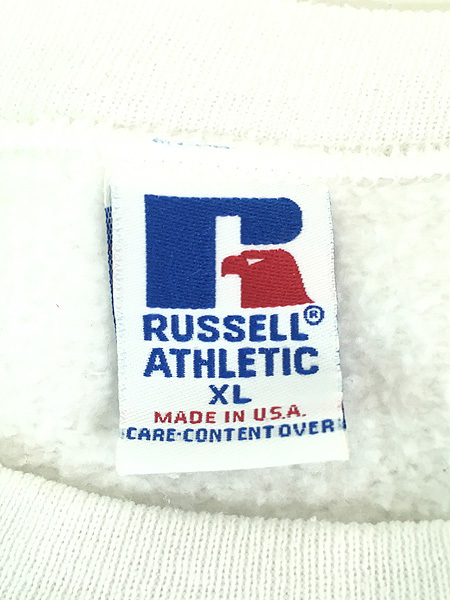 R
RUSSELL®
ATHLETIC
XL
MADE IN U.S.A.
CARE·CONTENT OVER